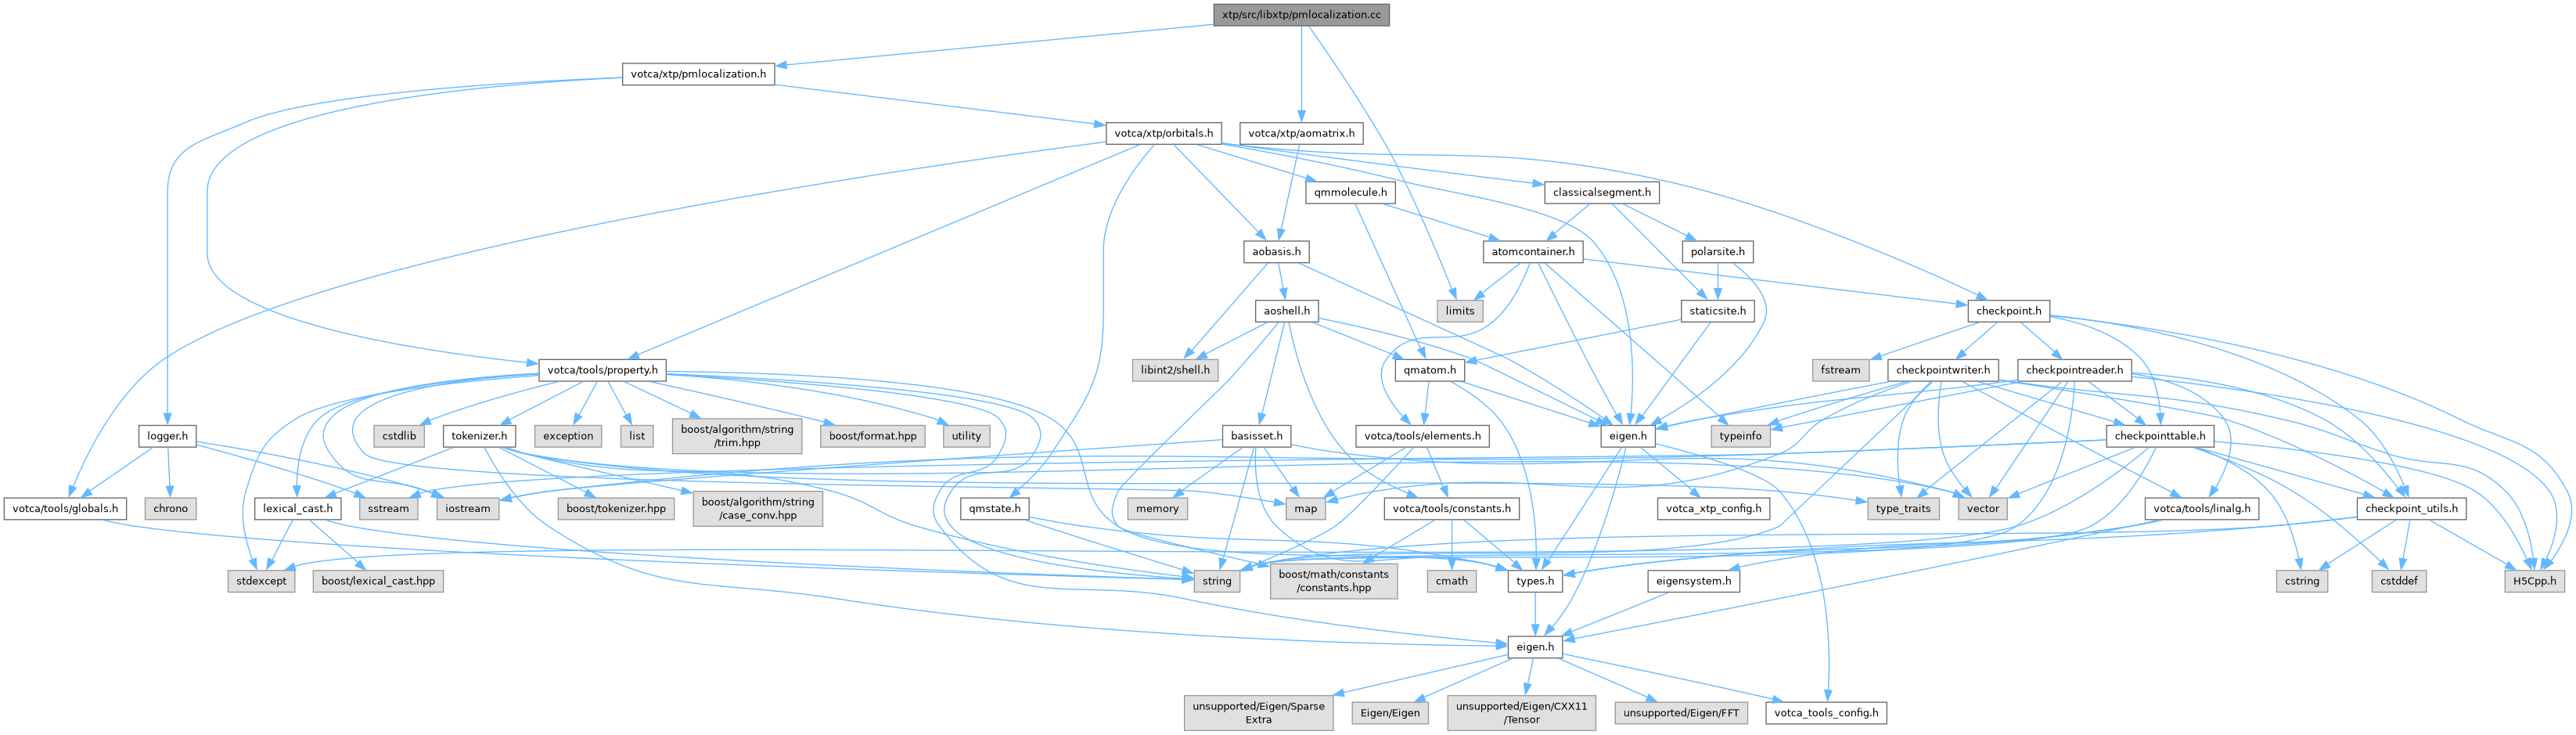 xtp/src/libxtp/pmlocalization.cc
votca/xtp/pmlocalization.h
votca/xtp/orbitals.h
votca/xtp/aomatrix.h
qmmolecule.h
classicalsegment.h
aobasis.h
atomcontainer.h
polarsite.h
aoshell.h
limits
staticsite.h
checkpoint.h
votca/tools/property.h
libint2/shell.h
qmatom.h
fstream
checkpointwriter.h
checkpointreader.h
logger.h
cstdlib
tokenizer.h
exception
list
boost/algorithm/string
/trim.hpp
boost/format.hpp
utility
basisset.h
votca/tools/elements.h
eigen.h
typeinfo
checkpointtable.h
votca/tools/globals.h
chrono
lexical_cast.h
sstream
iostream
boost/tokenizer.hpp
boost/algorithm/string
/case_conv.hpp
qmstate.h
memory
map
votca/tools/constants.h
votca_xtp_config.h
type_traits
vector
votca/tools/linalg.h
checkpoint_utils.h
stdexcept
boost/lexical_cast.hpp
string
boost/math/constants
/constants.hpp
cmath
types.h
eigensystem.h
cstring
cstddef
H5Cpp.h
eigen.h
unsupported/Eigen/Sparse
Extra
Eigen/Eigen
unsupported/Eigen/CXX11
/Tensor
unsupported/Eigen/FFT
votca_tools_config.h